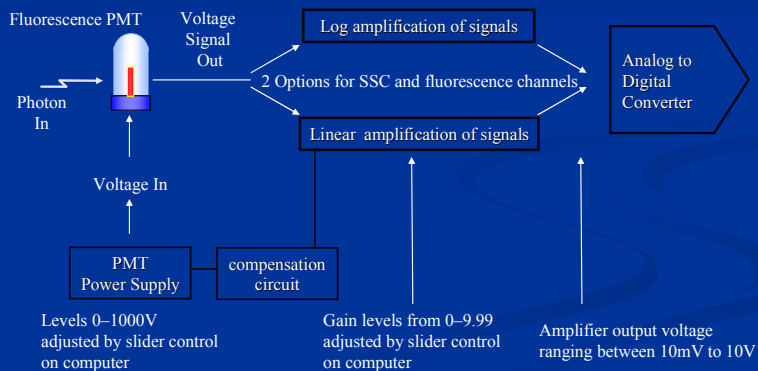 Fluorescence PMT
Voltage
Signal
Out
Log amplification of signals
Analog to
Digital
Converter
2 Options for SSC and fluorescence channels
Photon
In
Linear amplification of signals
Voltage In
PMT
Power Supply
compensation
circuit
Levels 0–1000V
adjusted by slider control
on computer
Gain levels from 0–9.99
adjusted by slider control
on computer
Amplifier output voltage
ranging between 10mV to 10V